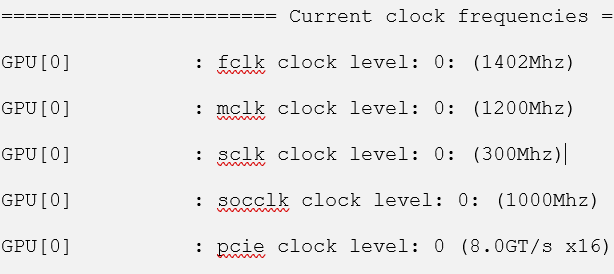 ======================= Current clock frequencies =
GPU[0] : fclk clock level: 0: (1402Mhz)
GPU[0] : mclk clock level: 0: (1200Mhz)
GPU[0] : sclk clock level: 0: (300Mhz)
GPU[0] : socclk clock level: 0: (1000Mhz)
GPU[0] : pcie clock level: 0 (8.0GT/s x16)